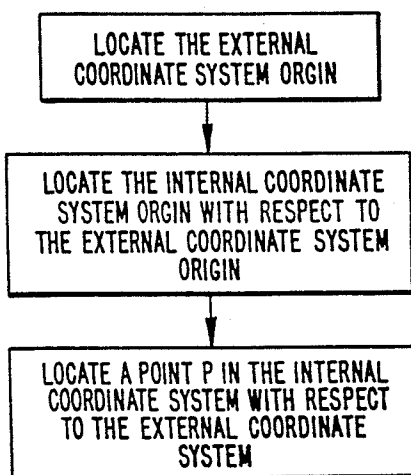 LOCATE THE EXTERNAL
COORDINATE SYSTEM ORGIN
LOCATE THE INTERNAL COORDINATE
SYSTEM ORGIN WITH RESPECT TO
THE EXTERNAL COORDINATE SYSTEM
ORIGIN
LOCATE A POINT P IN THE INTERNAL
COORDINATE SYSTEM WITH RESPECT
TO THE EXTERNAL COORDINATE
SYSTEM